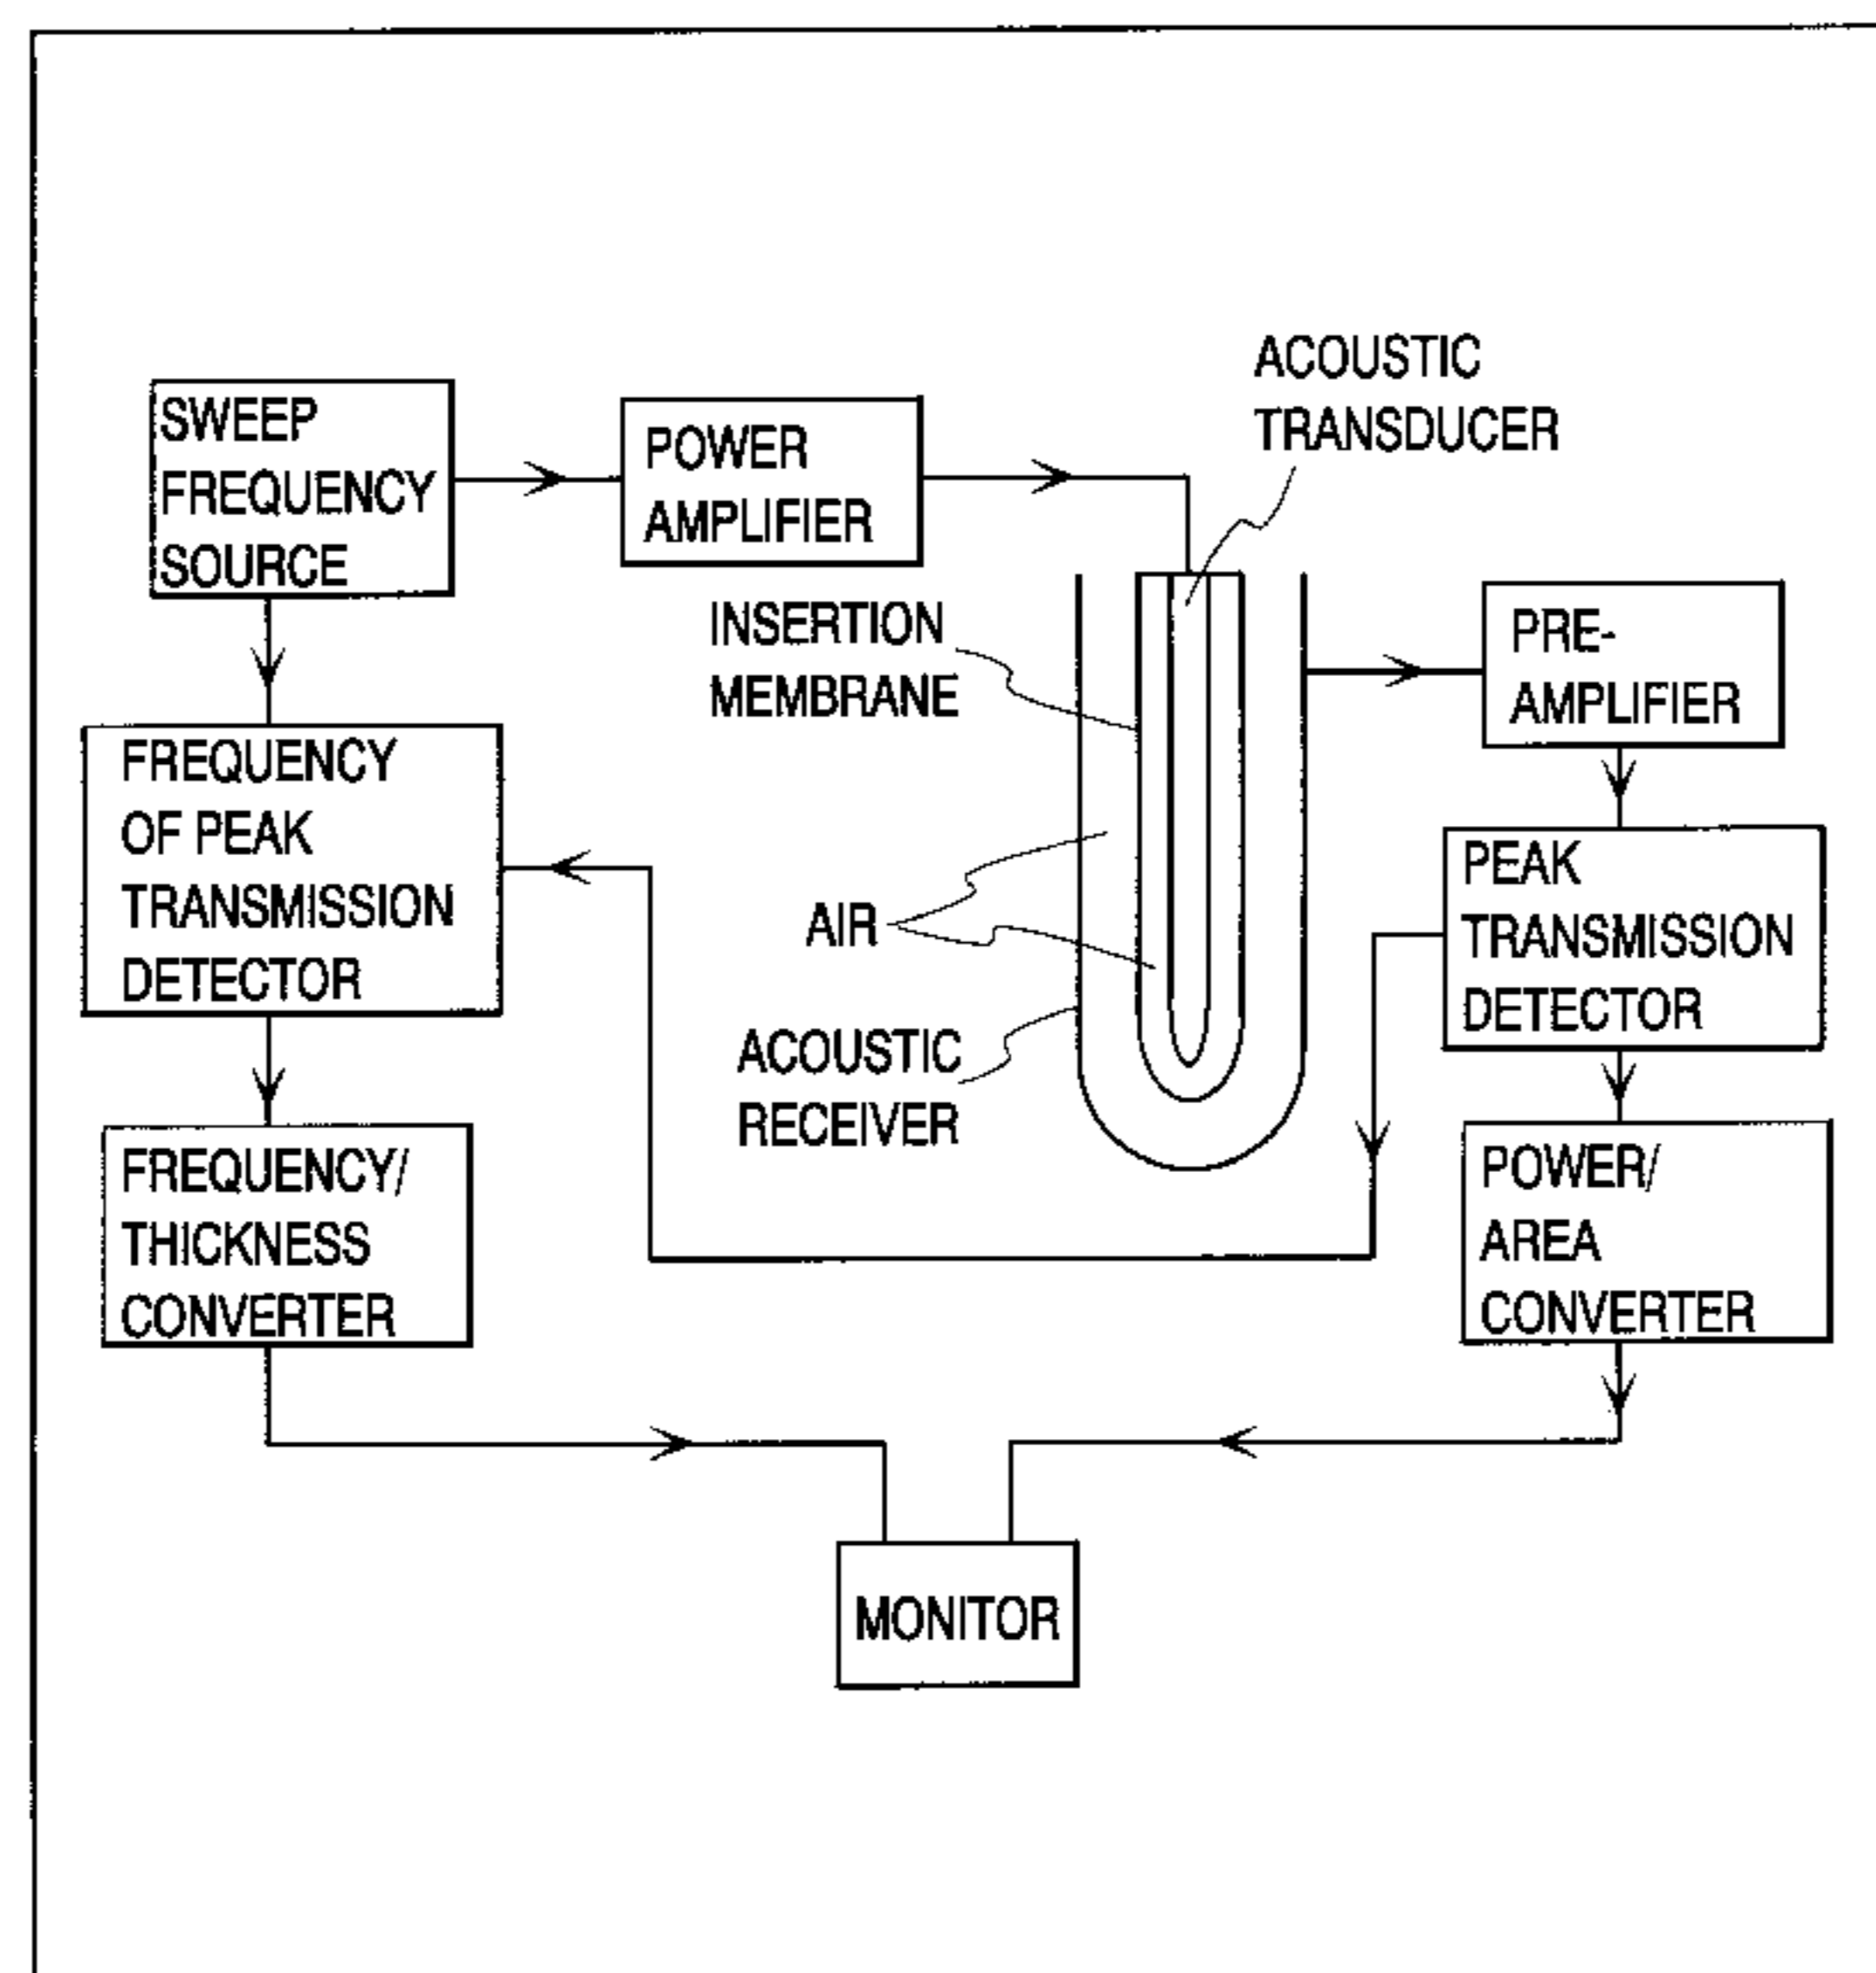 ACOUSTIC
TRANSDUCER
SWEEP
FREQUENCY
SOURCE
POWER
AMPLIFIER
INSERTION
MEMBRANE
PRE-
AMPLIFIER
FREQUENCY
OF PEAK
TRANSMISSION
DETECTOR
AIR
PEAK
TRANSMISSION
DETECTOR
ACOUSTIC
RECEIVER
FREQUENCY/
THICKNESS
CONVERTER
POWER/
AREA
CONVERTER
MONITOR